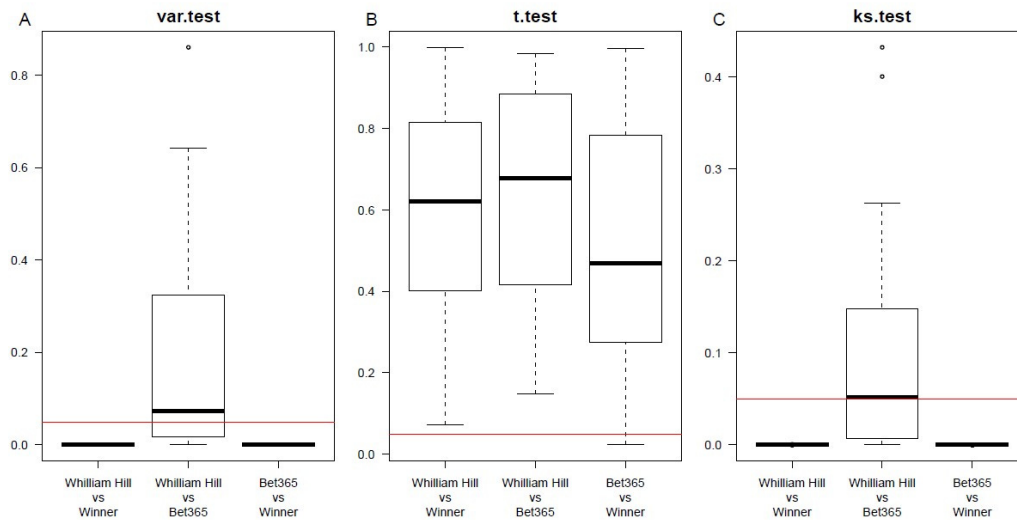 A
var.test
0.8
0.6
0.4
0.2
0.0
Whilliam Hill
vs
Winner
Whilliam Hill
vs
Bet365
Bet365
vs
Winner
B
t.test
1.0
0.8
0.6
0.4
0.2
0.0
Whilliam Hill
vs
Winner
Whilliam Hill
vs
Bet365
Bet365
vs
Winner
C
ks.test
0.4
0.3
0.2
0.1
0.0
Whilliam Hill
vs
Winner
Whilliam Hill
vs
Bet365
Bet365
vs
Winner